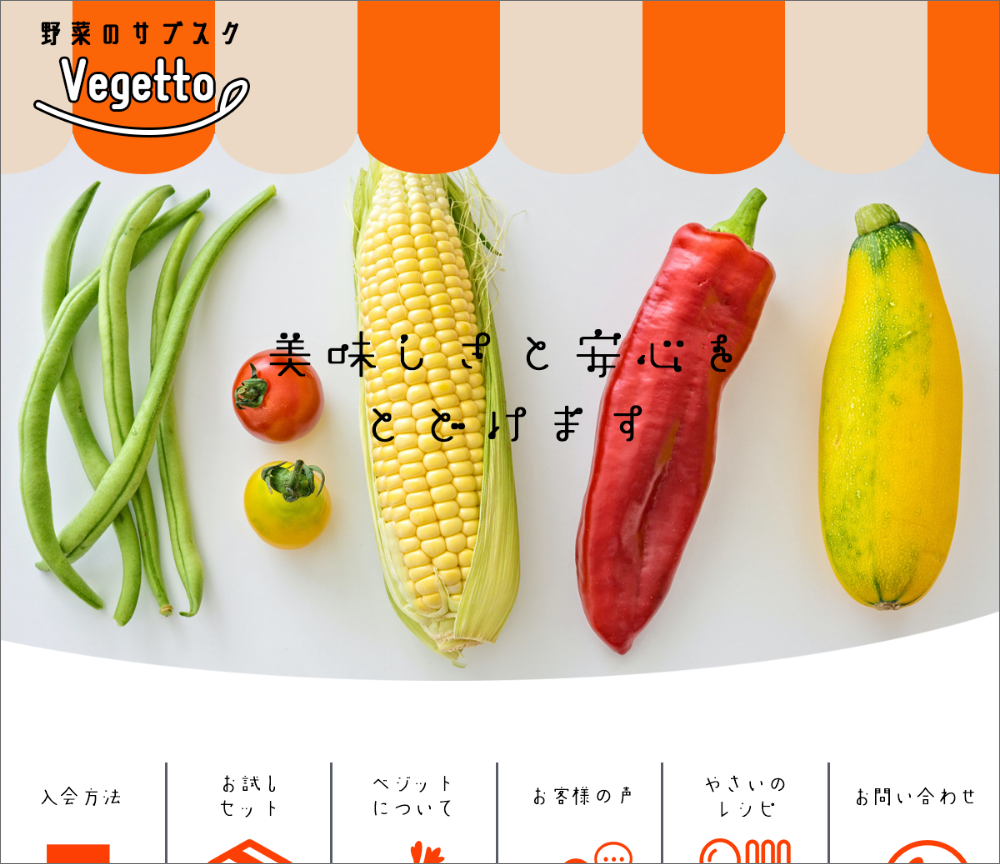 野菜のサブスク
Vegetto
美味しさと安心を
とどけます
入会方法
お試し
セット
ベジット
について
お客様の声
やさいの
レシピ
お問い合わせ